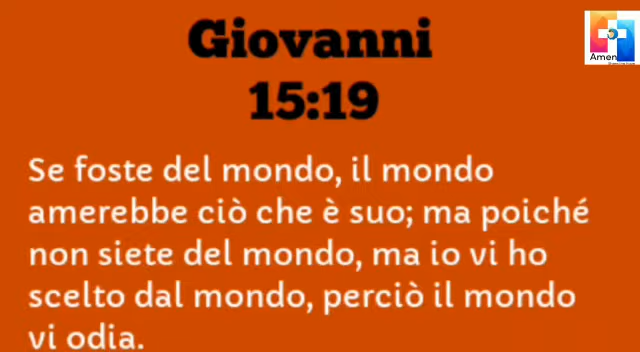 Giovanni
15:19
Amen
Se foste del mondo, il mondo
amerebbe ciò che è suo; ma poiché
non siete del mondo, ma io vi ho
scelto dal mondo, perciò il mondo
vi odia.